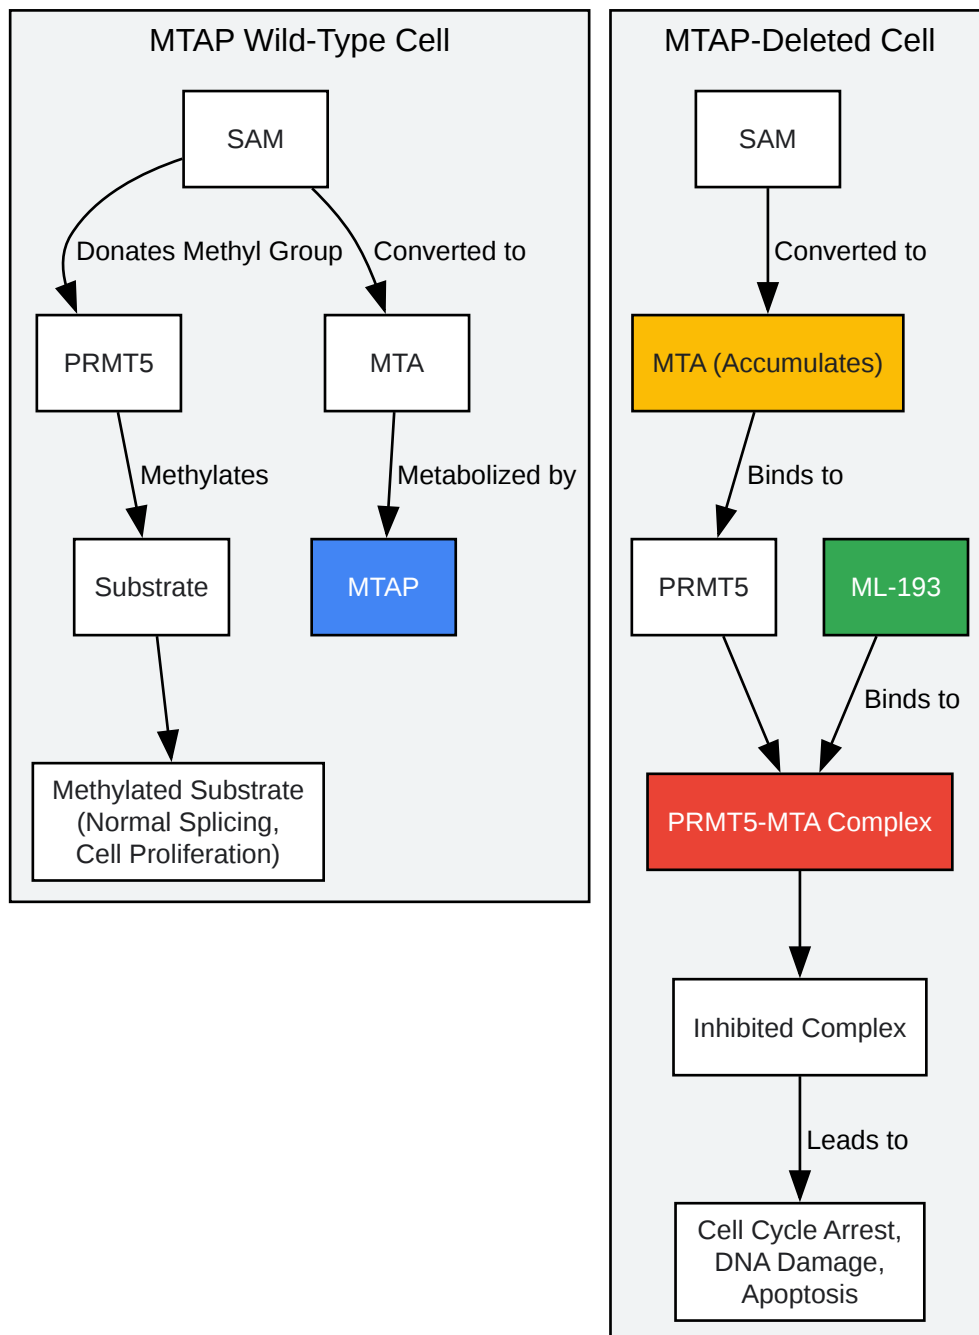 MTAP Wild-Type Cell
SAM
Donates Methyl Group
Converted to
PRMT5
MTA
Methylates
Metabolized by
Substrate
MTAP
Methylated Substrate
(Normal Splicing,
Cell Proliferation)
MTAP-Deleted Cell
SAM
Converted to
MTA (Accumulates)
Binds to
PRMT5
ML-193
Binds to
PRMT5-MTA Complex
Inhibited Complex
Leads to
Cell Cycle Arrest,
DNA Damage,
Apoptosis